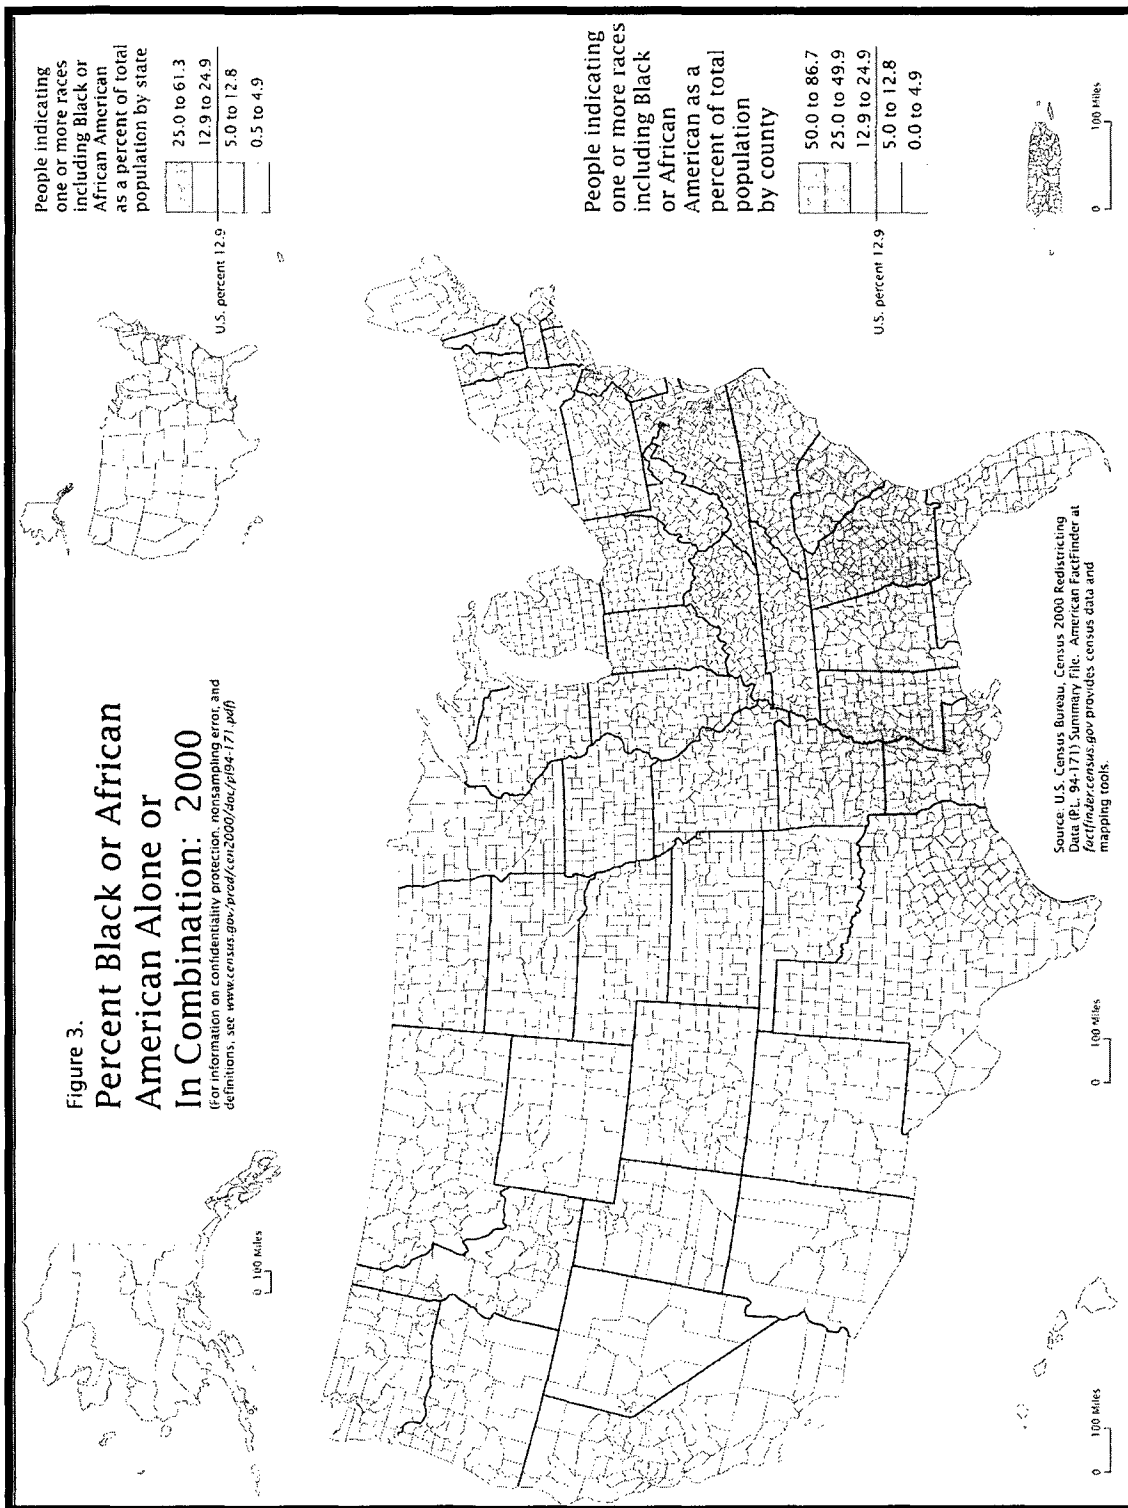 Figure 3.
Percent Black or African
American Alone or
In Combination: 2000
(For information on confidentiality protection, nonsampling error, and
definitions, see www.census.gov/prod/cen2000/doc/pl94-171.pdf)
People indicating
one or more races
including Black or
African American
as a percent of total
population by state
25.0 to 61.3
12.9 to 24.9
U.S. percent 12.9
5.0 to 12.8
0.5 to 4.9
0 100 Miles
People indicating
one or more races
including Black
or African
American as a
percent of total
population
by county
50.0 to 86.7
25.0 to 49.9
12.9 to 24.9
U.S. percent 12.9
5.0 to 12.8
0.0 to 4.9
Source: U.S. Census Bureau, Census 2000 Redistricting
Data (P.L. 94-171) Summary File. American FactFinder at
factfinder.census.gov provides census data and
mapping tools.
0 100 Miles
0 100 Miles
0 100 Miles